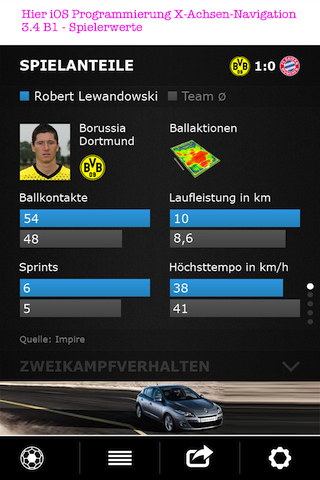 Hier iOS Programmierung X-Achsen-Navigation
3.4 B1 - Spielerwerte
SPIELANTEILE
BVB 09 1:0
Robert Lewandowski Team Ø
Borussia
Dortmund
BVB
09
Ballaktionen
Ballkontakte
54
48
Laufleistung in km
10
8,6
Sprints
6
5
Höchsttempo in km/h
38
41
Quelle: Impire
ZWEIKAMPFVERHALTEN